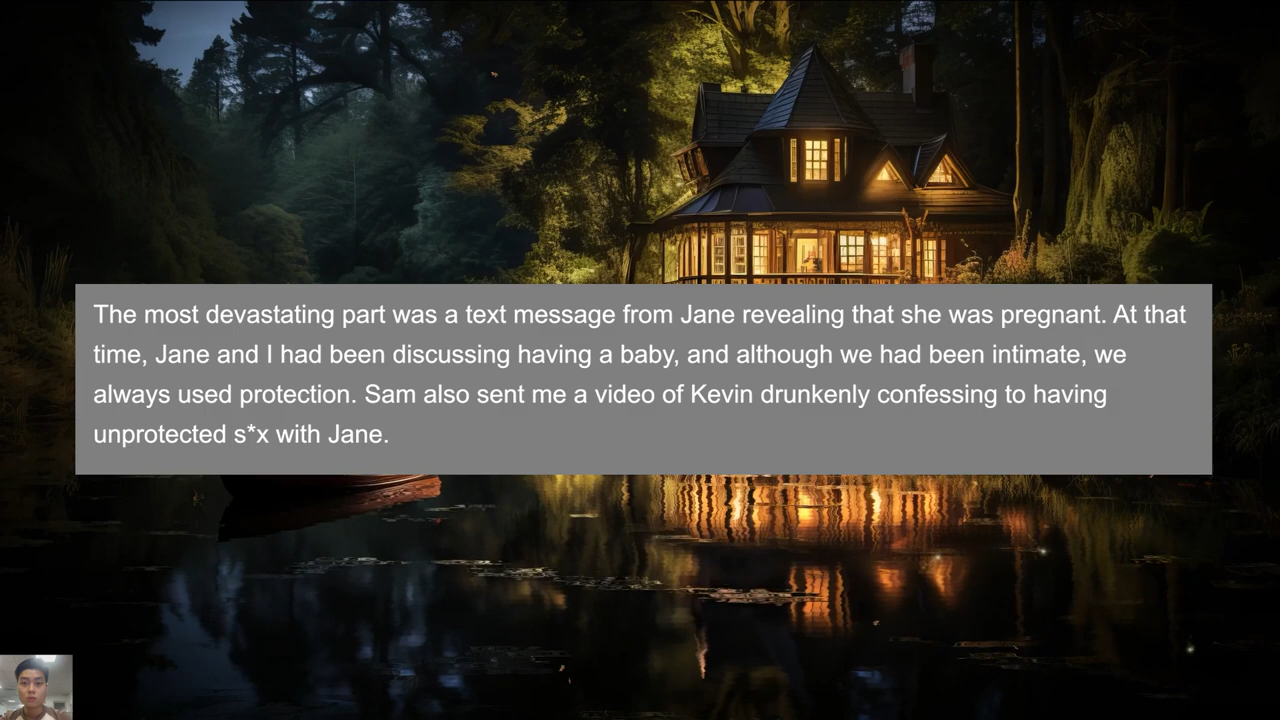 The most devastating part was a text message from Jane revealing that she was pregnant. At that
time, Jane and I had been discussing having a baby, and although we had been intimate, we
always used protection. Sam also sent me a video of Kevin drunkenly confessing to having
unprotected s*x with Jane.